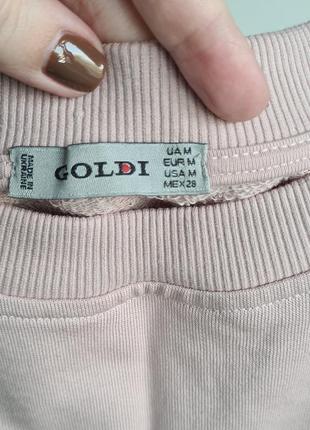 MADE IN
UKRAINE
GOLDI
UA M
EUR M
USA M
MEX 28